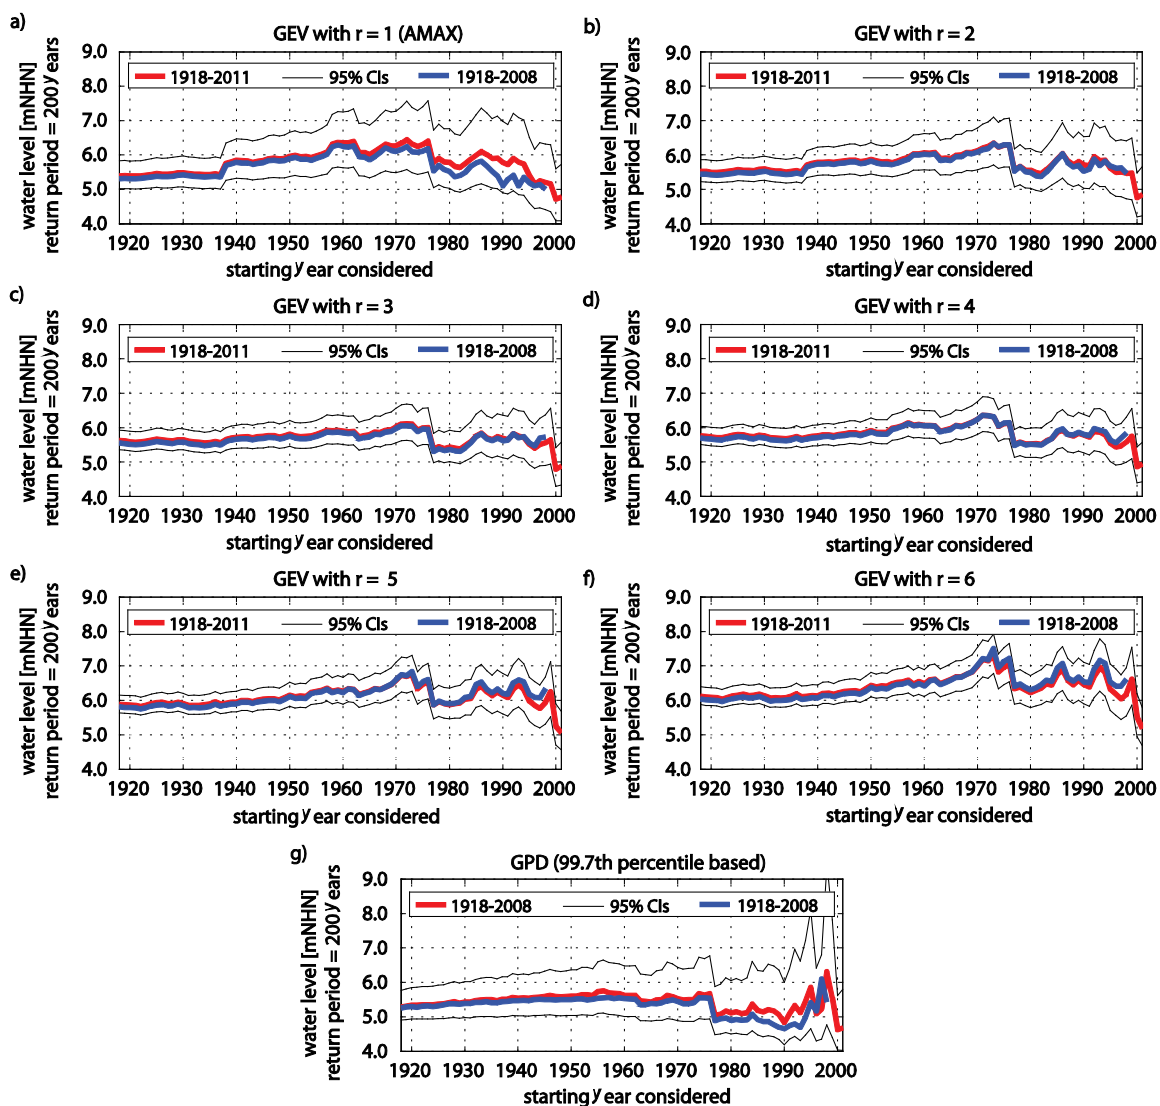 a)
GEV with r = 1 (AMAX)
water level [mNHN]
return period = 200 years
9.0
8.0
7.0
6.0
5.0
4.0
1918-2011 95% CIs 1918-2008
1920 1930 1940 1950 1960 1970 1980 1990 2000
starting year considered
b)
GEV with r = 2
water level [mNHN]
return period = 200 years
9.0
8.0
7.0
6.0
5.0
4.0
1918-2011 95% CIs 1918-2008
1920 1930 1940 1950 1960 1970 1980 1990 2000
starting year considered
c)
GEV with r = 3
water level [mNHN]
return period = 200 years
9.0
8.0
7.0
6.0
5.0
4.0
1918-2011 95% CIs 1918-2008
1920 1930 1940 1950 1960 1970 1980 1990 2000
starting year considered
d)
GEV with r = 4
water level [mNHN]
return period = 200 years
9.0
8.0
7.0
6.0
5.0
4.0
1918-2011 95% CIs 1918-2008
1920 1930 1940 1950 1960 1970 1980 1990 2000
starting year considered
e)
GEV with r = 5
water level [mNHN]
return period = 200 years
9.0
8.0
7.0
6.0
5.0
4.0
1918-2011 95% CIs 1918-2008
1920 1930 1940 1950 1960 1970 1980 1990 2000
starting year considered
f)
GEV with r = 6
water level [mNHN]
return period = 200 years
9.0
8.0
7.0
6.0
5.0
4.0
1918-2011 95% CIs 1918-2008
1920 1930 1940 1950 1960 1970 1980 1990 2000
starting year considered
g)
GPD (99.7th percentile based)
water level [mNHN]
return period = 200 years
9.0
8.0
7.0
6.0
5.0
4.0
1918-2008 95% CIs 1918-2008
1920 1930 1940 1950 1960 1970 1980 1990 2000
starting year considered